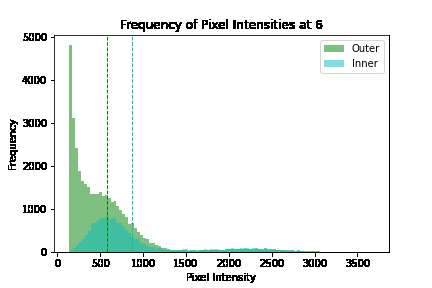 Frequency of Pixel Intensities at 6
Outer
Inner
Frequency
5000
4000
3000
2000
1000
0
0 500 1000 1500 2000 2500 3000 3500
Pixel Intensity